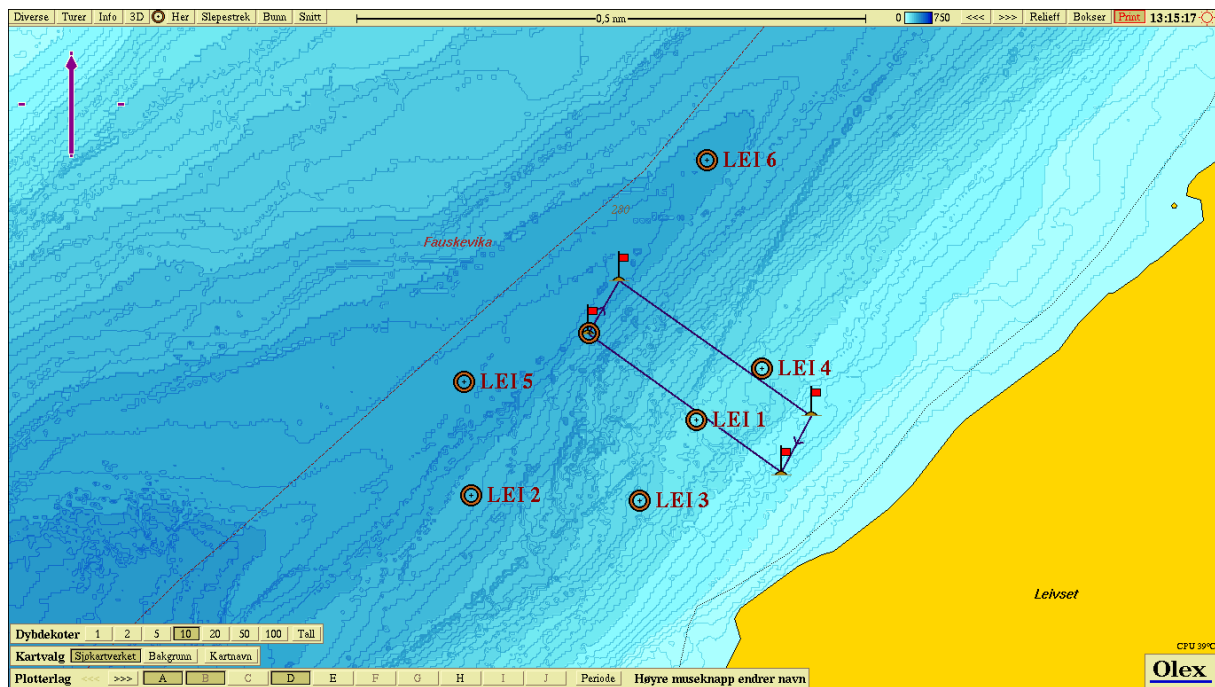 Diverse Turer Info 3D Her Slepestrek Bunn Snitt 0,5 nm 0 750 <<< >>> Relieff Bokser Print 13:15:17
LEI 6
280
Fauskevika
LEI 4
LEI 5
LEI 1
LEI 2
LEI 3
Leivset
Dybdekoter 1 2 5 10 20 50 100 Tall
CPU 39°C
Kartvalg Sjøkartverket Bakgrunn Kartnavn
Olex
Plotterlag <<< >>> A B C D E F G H I J Periode Høyre museknapp endrer navn